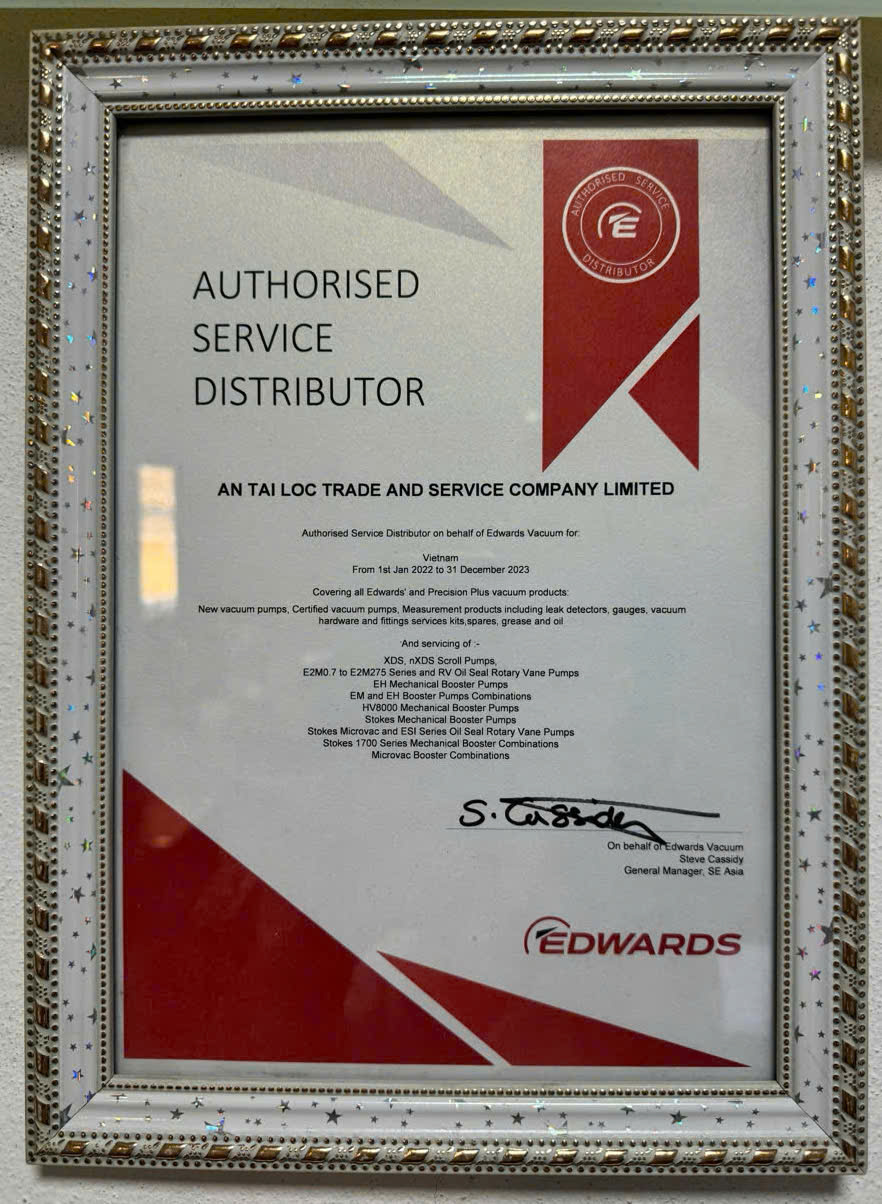 AUTHORISED SERVICE
DISTRIBUTOR
AUTHORISED
SERVICE
DISTRIBUTOR
AN TAI LOC TRADE AND SERVICE COMPANY LIMITED
Authorised Service Distributor on behalf of Edwards Vacuum for:
Vietnam
From 1st Jan 2022 to 31 December 2023
Covering all Edwards' and Precision Plus vacuum products:
New vacuum pumps, Certified vacuum pumps, Measurement products including leak detectors, gauges, vacuum
hardware and fittings services kits,spares, grease and oil
And servicing of :-
XDS, nXDS Scroll Pumps,
E2M0.7 to E2M275 Series and RV Oil Seal Rotary Vane Pumps
EH Mechanical Booster Pumps
EM and EH Booster Pumps Combinations
HV8000 Mechanical Booster Pumps
Stokes Mechanical Booster Pumps
Stokes Microvac and ESI Series Oil Seal Rotary Vane Pumps
Stokes 1700 Series Mechanical Booster Combinations
Microvac Booster Combinations
S. Cassidy
On behalf of Edwards Vacuum
Steve Cassidy
General Manager, SE Asia
EDWARDS